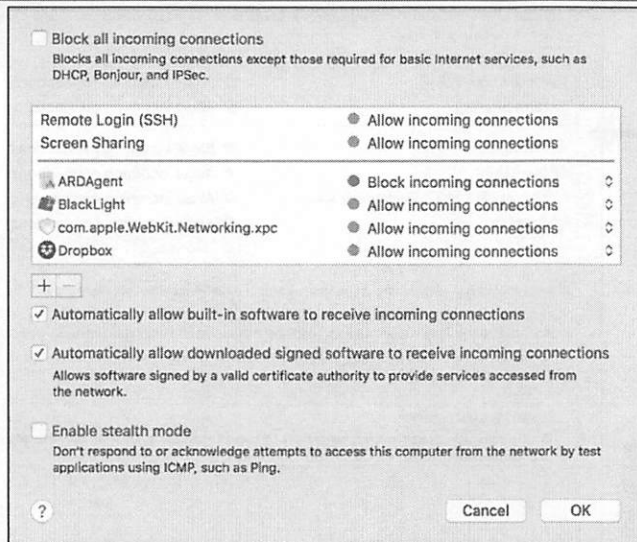 Block all incoming connections
Blocks all incoming connections except those required for basic Internet services, such as
DHCP, Bonjour, and IPSec.
Remote Login (SSH) Allow incoming connections
Screen Sharing Allow incoming connections
ARDAgent Block incoming connections
BlackLight Allow incoming connections
com.apple.WebKit.Networking.xpc Allow incoming connections
Dropbox Allow incoming connections
+ −
Automatically allow built-in software to receive incoming connections
Automatically allow downloaded signed software to receive incoming connections
Allows software signed by a valid certificate authority to provide services accessed from
the network.
Enable stealth mode
Don't respond to or acknowledge attempts to access this computer from the network by test
applications using ICMP, such as Ping.
? Cancel OK